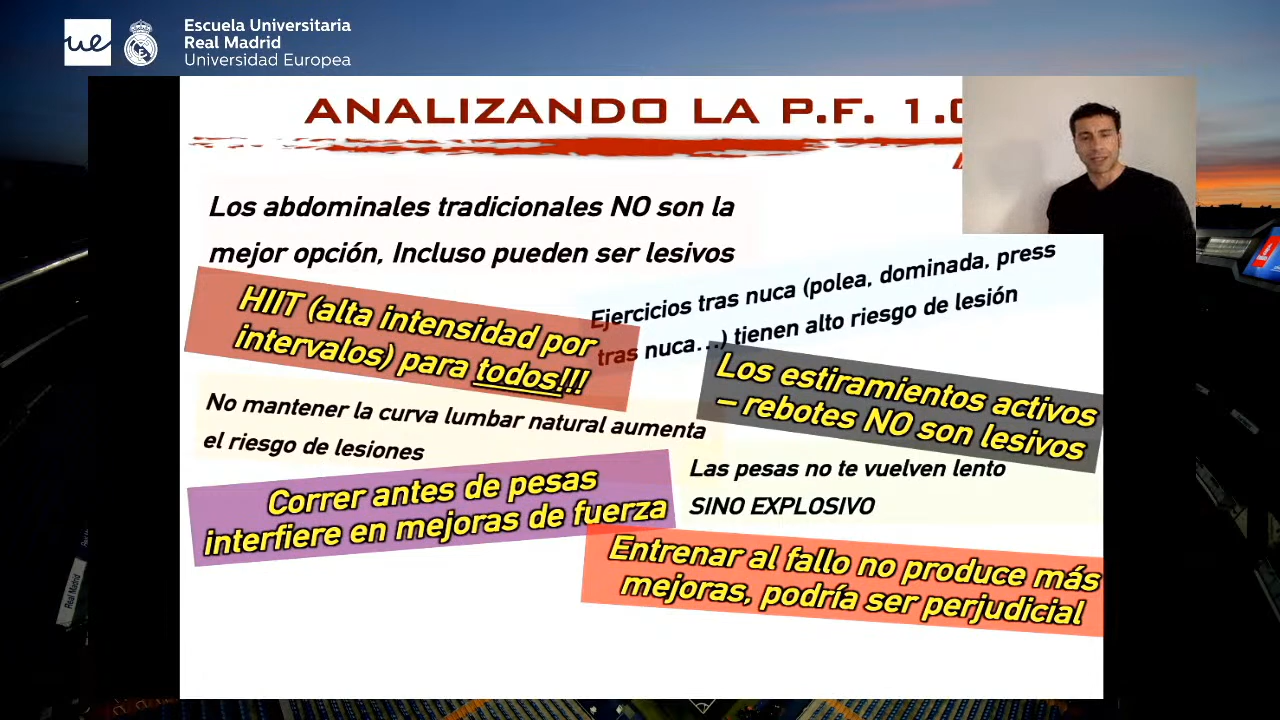 ue
Escuela Universitaria
Real Madrid
Universidad Europea
ANALIZANDO LA P.F. 1.0
Los abdominales tradicionales NO son la
mejor opción, Incluso pueden ser lesivos
Ejercicios tras nuca (polea, dominada, press
tras nuca...) tienen alto riesgo de lesión
HIIT (alta intensidad por
intervalos) para todos!!!
Los estiramientos activos
– rebotes NO son lesivos
No mantener la curva lumbar natural aumenta
el riesgo de lesiones
Las pesas no te vuelven lento
SINO EXPLOSIVO
Correr antes de pesas
interfiere en mejoras de fuerza
Entrenar al fallo no produce más
mejoras, podría ser perjudicial
Real Madrid